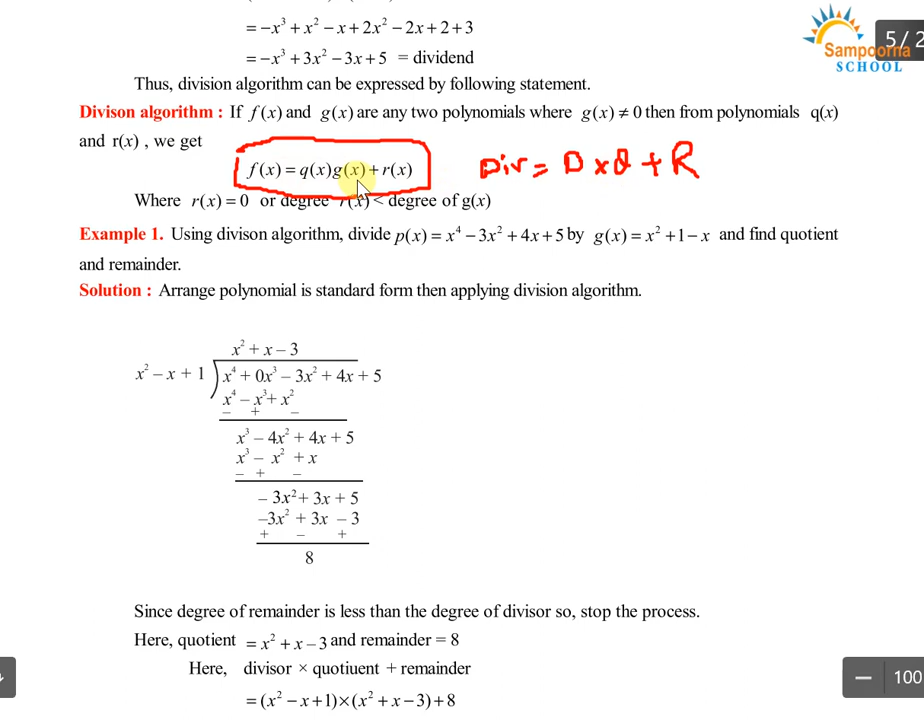 = −x³ + x² − x + 2x² − 2x + 2 + 3
5 / 2
= −x³ + 3x² − 3x + 5 = dividend
Sampoorna
SCHOOL
Thus, division algorithm can be expressed by following statement.
Divison algorithm : If f(x) and g(x) are any two polynomials where g(x) ≠ 0 then from polynomials q(x)
and r(x) , we get
f(x) = q(x)g(x) + r(x)
Div = D × Q + R
Where r(x) = 0 or degree r(x) < degree of g(x)
Example 1. Using divison algorithm, divide p(x) = x⁴ − 3x² + 4x + 5 by g(x) = x² + 1 − x and find quotient
and remainder.
Solution : Arrange polynomial is standard form then applying division algorithm.
x² + x − 3
x² − x + 1 ) x⁴ + 0x³ − 3x² + 4x + 5
x⁴ − x³ + x²
− + −
x³ − 4x² + 4x + 5
x³ − x² + x
− + −
− 3x² + 3x + 5
−3x² + 3x − 3
+ − +
8
Since degree of remainder is less than the degree of divisor so, stop the process.
Here, quotient = x² + x − 3 and remainder = 8
Here, divisor × quotiuent + remainder
− 100
= (x² − x + 1) × (x² + x − 3) + 8